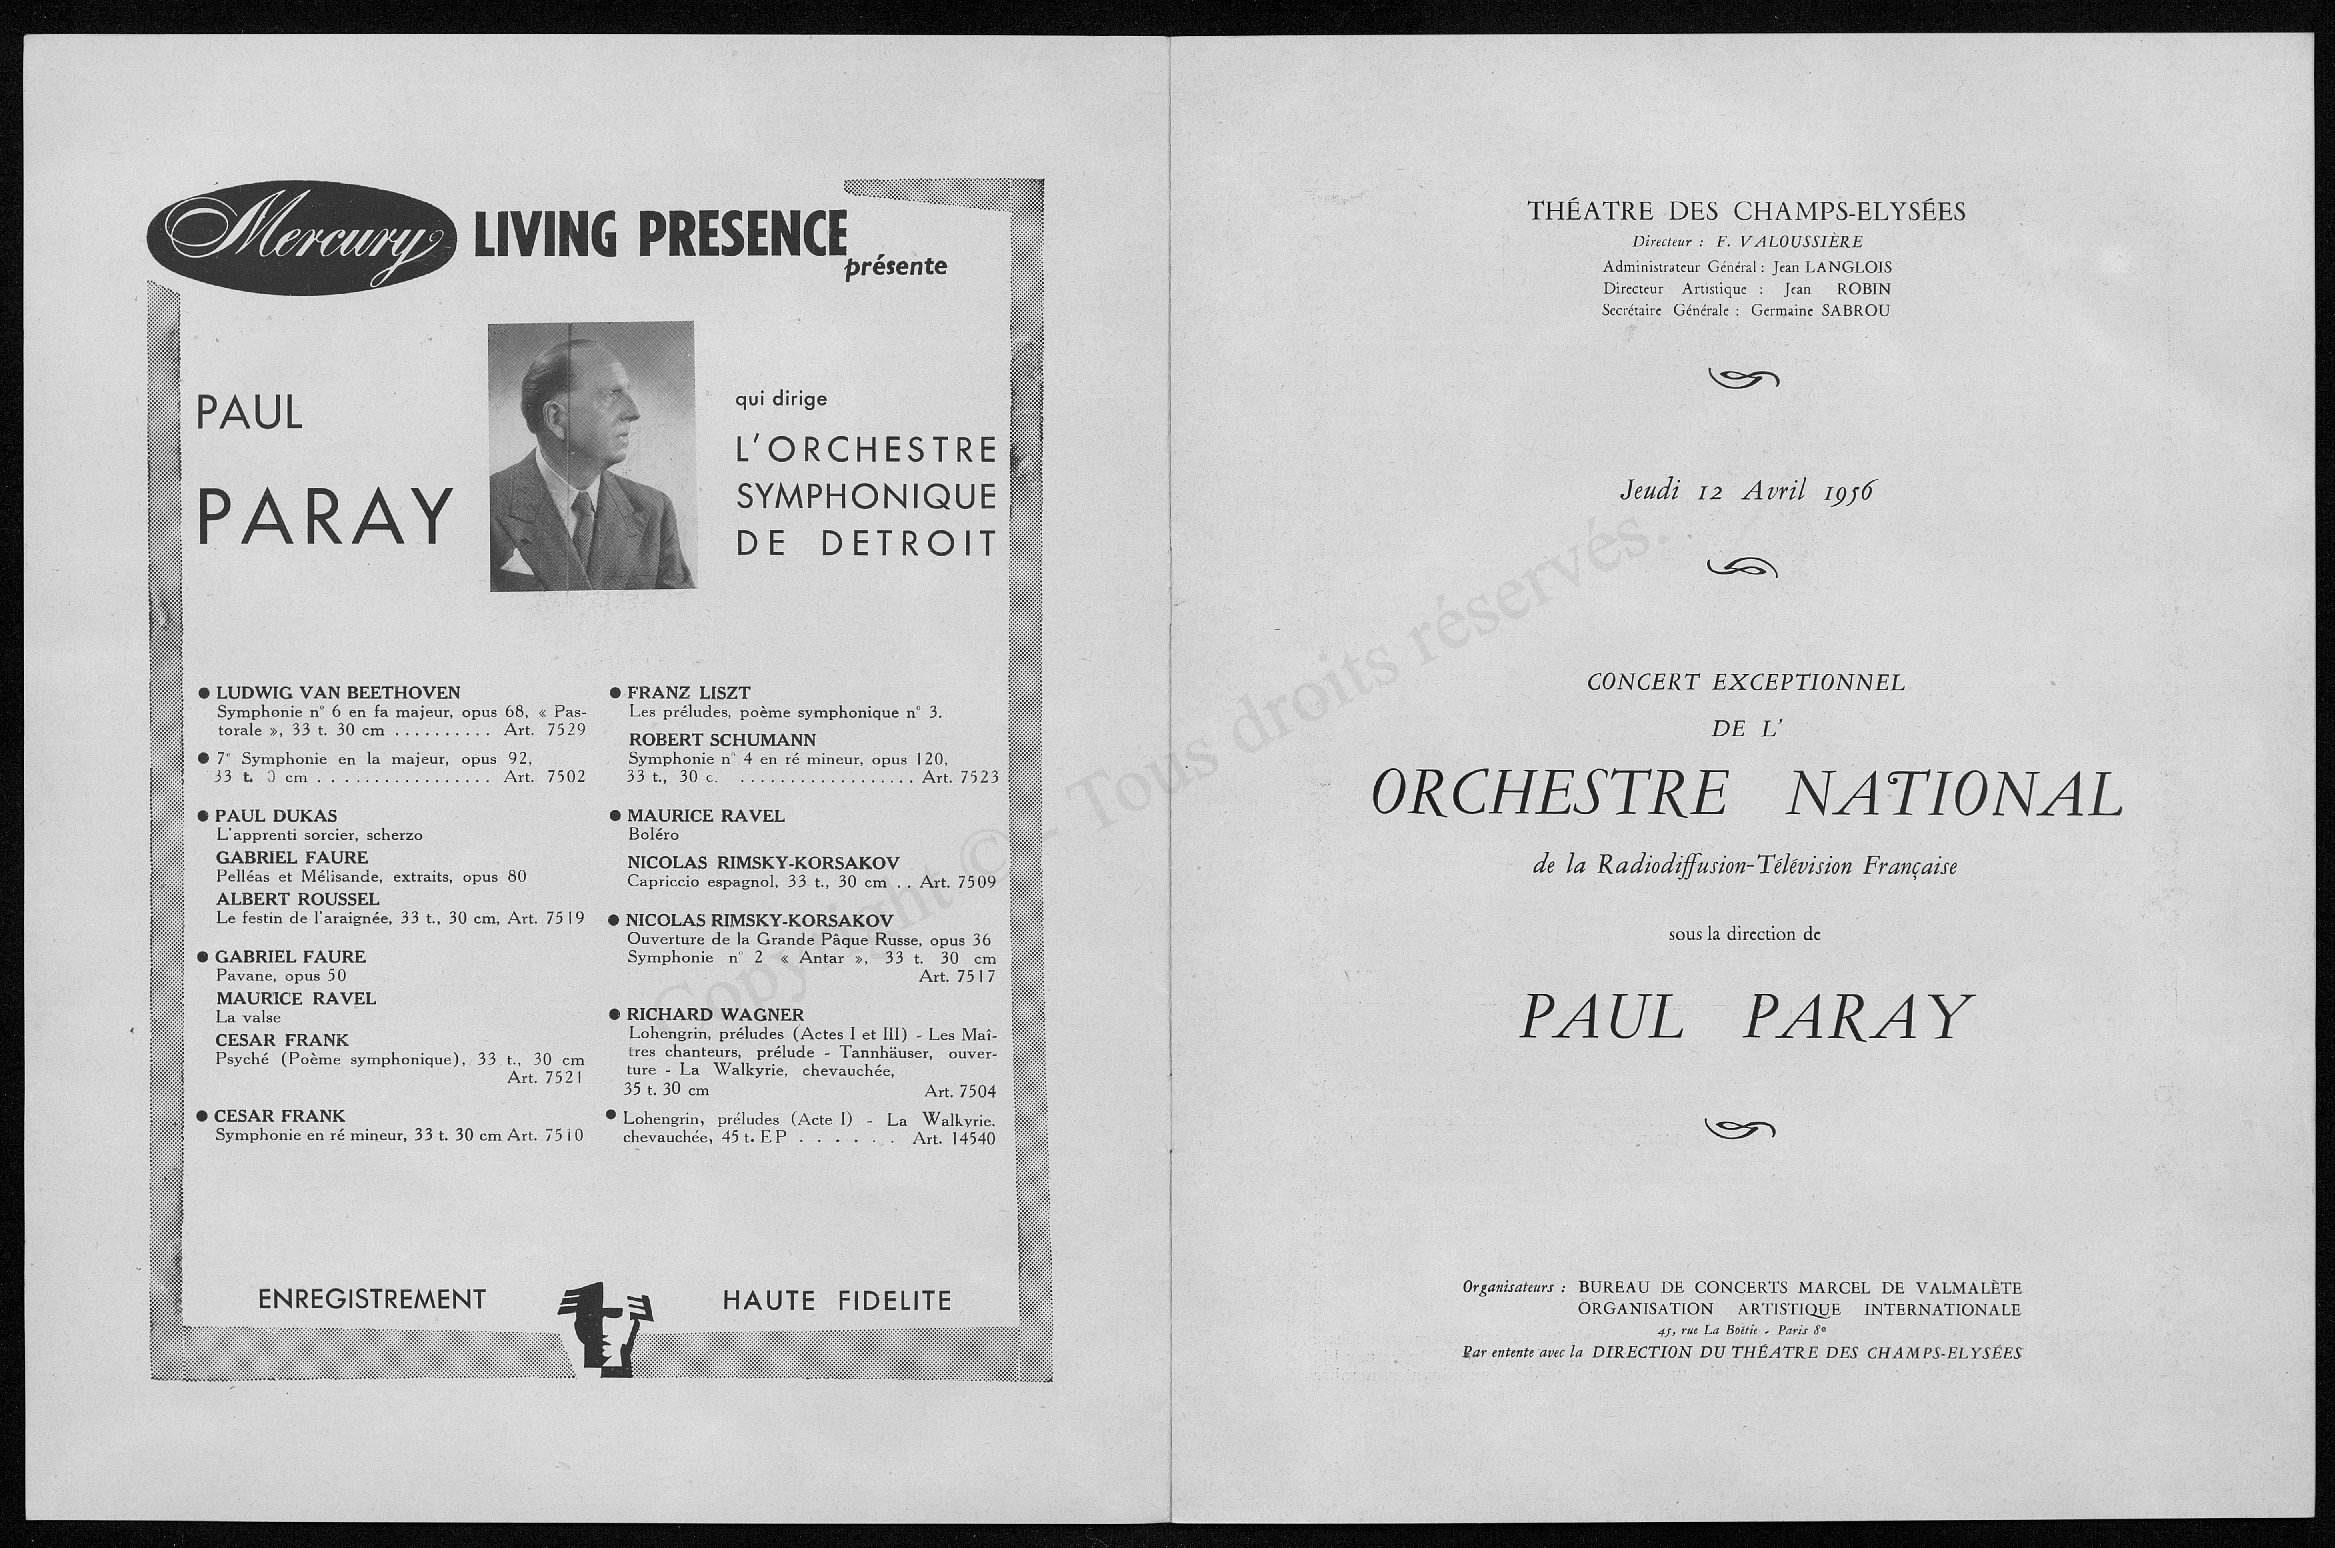 Mercury LIVING PRESENCE
présente
PAUL
PARAY
qui dirige
L'ORCHESTRE
SYMPHONIQUE
DE DETROIT
● LUDWIG VAN BEETHOVEN
Symphonie n° 6 en fa majeur, opus 68, « Pas-
torale », 33 t. 30 cm .......... Art. 7529
● 7e Symphonie en la majeur, opus 92,
33 t. 0 cm ................ Art. 7502
● PAUL DUKAS
L'apprenti sorcier, scherzo
GABRIEL FAURE
Pelléas et Mélisande, extraits, opus 80
ALBERT ROUSSEL
Le festin de l'araignée, 33 t., 30 cm, Art. 7519
● GABRIEL FAURE
Pavane, opus 50
MAURICE RAVEL
La valse
CESAR FRANK
Psyché (Poème symphonique), 33 t., 30 cm
Art. 7521
● CESAR FRANK
Symphonie en ré mineur, 33 t. 30 cm Art. 7510
● FRANZ LISZT
Les préludes, poème symphonique n° 3.
ROBERT SCHUMANN
Symphonie n° 4 en ré mineur, opus 120,
33 t., 30 c. .................. Art. 7523
● MAURICE RAVEL
Boléro
NICOLAS RIMSKY-KORSAKOV
Capriccio espagnol, 33 t., 30 cm .. Art. 7509
● NICOLAS RIMSKY-KORSAKOV
Ouverture de la Grande Pâque Russe, opus 36
Symphonie n° 2 « Antar », 33 t. 30 cm
Art. 7517
● RICHARD WAGNER
Lohengrin, préludes (Actes I et III) - Les Maî-
tres chanteurs, prélude - Tannhäuser, ouver-
ture - La Walkyrie, chevauchée,
35 t. 30 cm Art. 7504
● Lohengrin, préludes (Acte I) - La Walkyrie.
chevauchée, 45 t. EP ...... Art. 14540
ENREGISTREMENT HAUTE FIDELITE
THÉATRE DES CHAMPS-ELYSÉES
Directeur : F. VALOUSSIÈRE
Administrateur Général : Jean LANGLOIS
Directeur Artistique : Jean ROBIN
Secrétaire Générale : Germaine SABROU
Jeudi 12 Avril 1956
CONCERT EXCEPTIONNEL
DE L'
ORCHESTRE NATIONAL
de la Radiodiffusion-Télévision Française
sous la direction de
PAUL PARAY
Organisateurs : BUREAU DE CONCERTS MARCEL DE VALMALÈTE
ORGANISATION ARTISTIQUE INTERNATIONALE
45, rue La Boëtie - Paris 8e
Par entente avec la DIRECTION DU THÉATRE DES CHAMPS-ELYSÉES
Copyright © - Tous droits réservés.